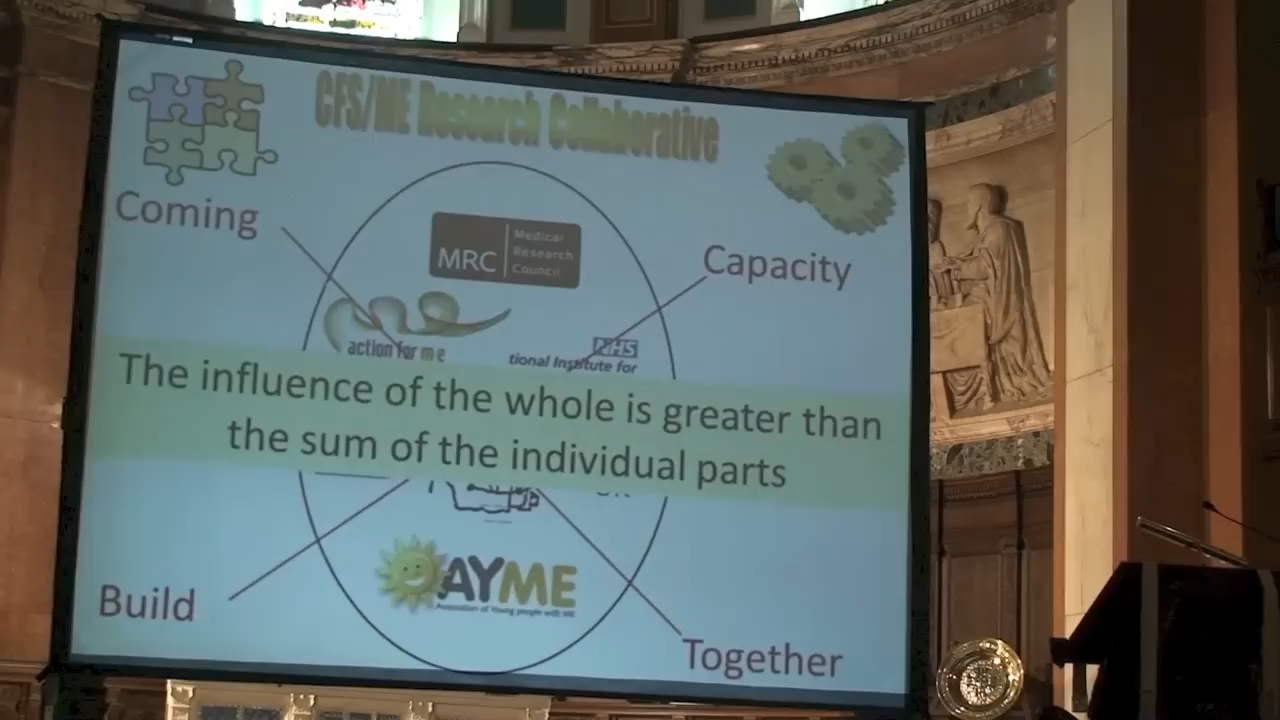 CFS/ME Research Collaborative
Coming
MRC
Medical
Research
Council
Capacity
action for m·e
NHS
tional Institute for
The influence of the whole is greater than
the sum of the individual parts
AYME
Association of Young people with ME
Build
Together